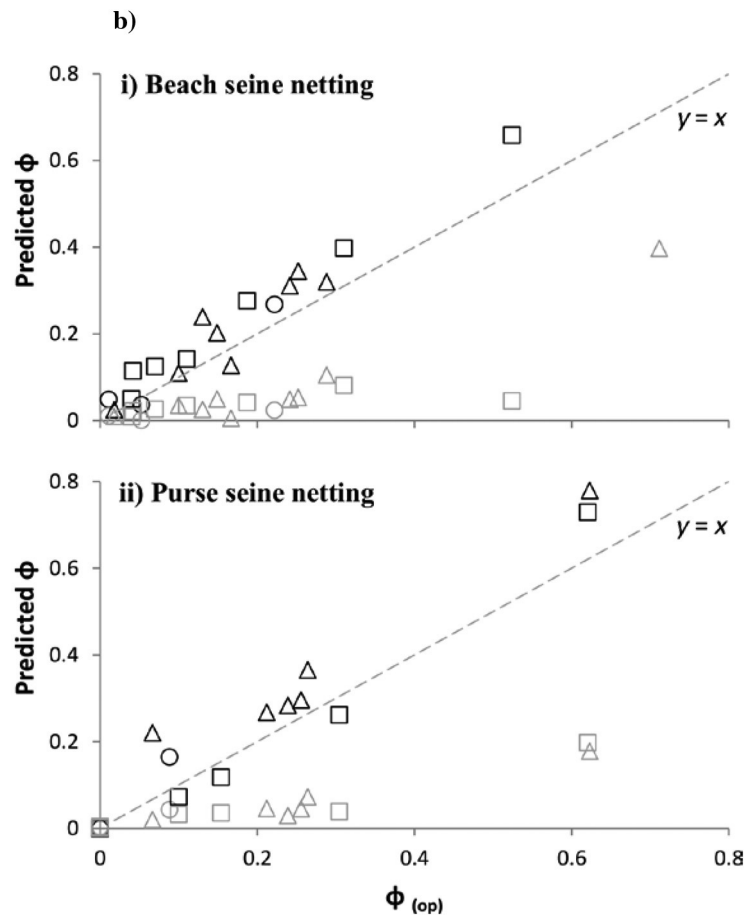 b)
i) Beach seine netting
0.8
0.6
0.4
0.2
0
Predicted ϕ
y = x
ii) Purse seine netting
0.8
0.6
0.4
0.2
0
Predicted ϕ
y = x
0 0.2 0.4 0.6 0.8
ϕ (op)